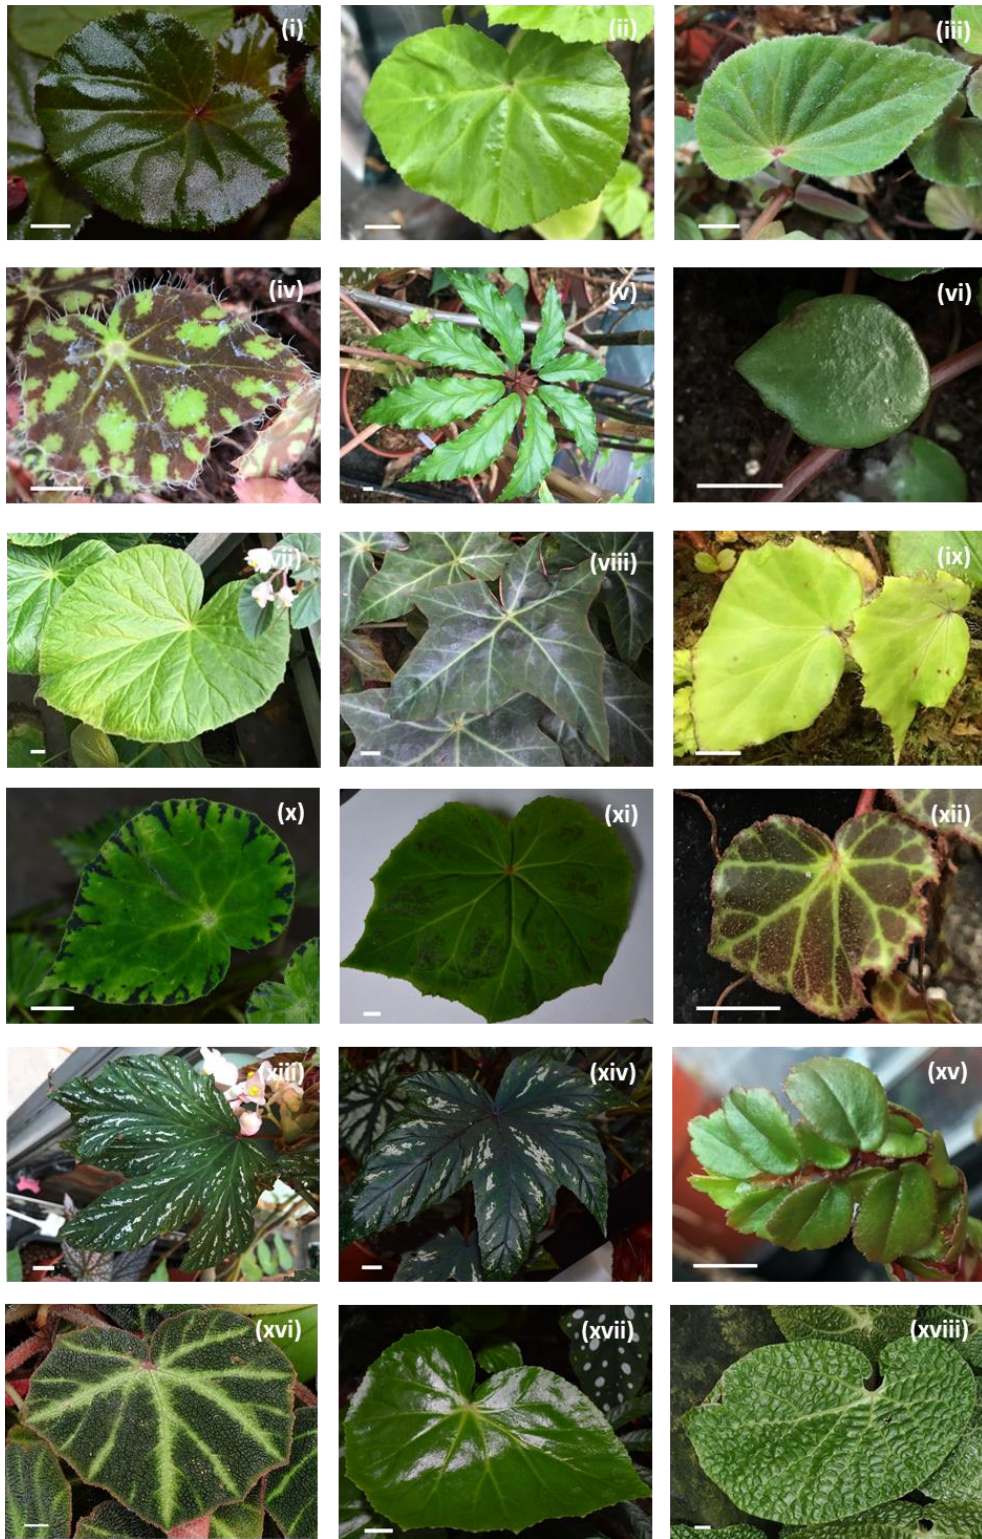 (i)
(ii)
(iii)
(iv)
(v)
(vi)
(vii)
(viii)
(ix)
(x)
(xi)
(xii)
(xiii)
(xiv)
(xv)
(xvi)
(xvii)
(xviii)